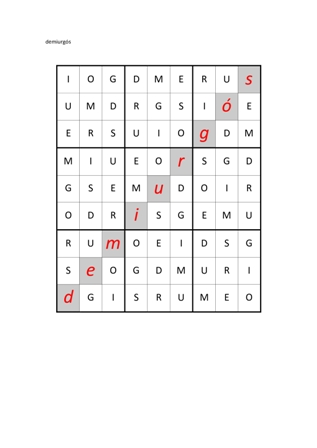 demiurgós
I O G D M E R U s
U M D R G S I ó E
E R S U I O g D M
M I U E O r S G D
G S E M u D O I R
O D R i S G E M U
R U m O E I D S G
S e O G D M U R I
d G I S R U M E O